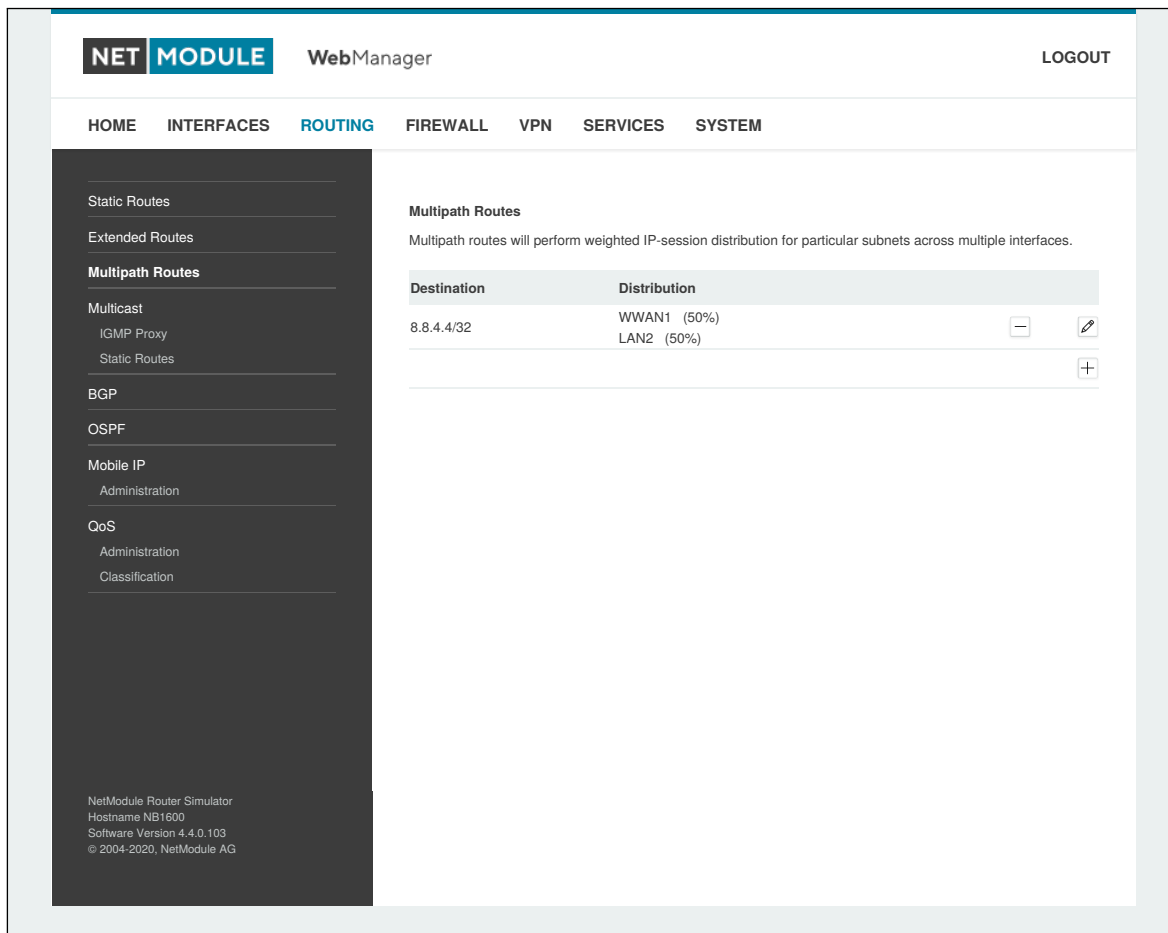 NET MODULE WebManager LOGOUT
HOME INTERFACES ROUTING FIREWALL VPN SERVICES SYSTEM
Static Routes
Extended Routes
Multipath Routes
Multicast
IGMP Proxy
Static Routes
BGP
OSPF
Mobile IP
Administration
QoS
Administration
Classification
NetModule Router Simulator
Hostname NB1600
Software Version 4.4.0.103
© 2004-2020, NetModule AG
Multipath Routes
Multipath routes will perform weighted IP-session distribution for particular subnets across multiple interfaces.
Destination Distribution
8.8.4.4/32 WWAN1 (50%)
LAN2 (50%)